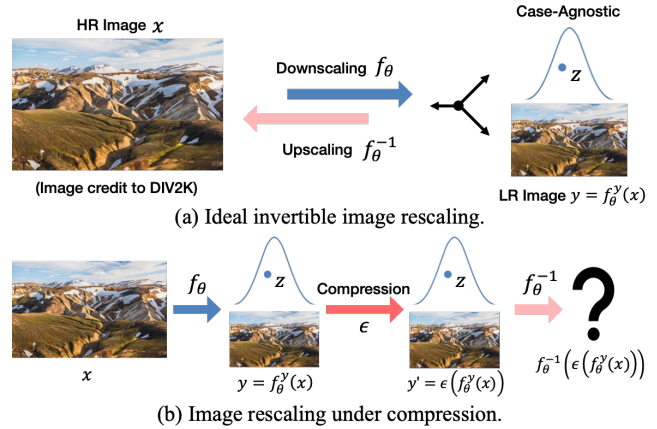 HR Image x
Case-Agnostic
Downscaling f_θ
z
Upscaling f_θ^{-1}
(Image credit to DIV2K)
LR Image y = f_θ^y(x)
(a) Ideal invertible image rescaling.
f_θ
z
Compression
ϵ
z
f_θ^{-1}
?
x
y = f_θ^y(x)
y' = ϵ(f_θ^y(x))
f_θ^{-1}(ϵ(f_θ^y(x)))
(b) Image rescaling under compression.